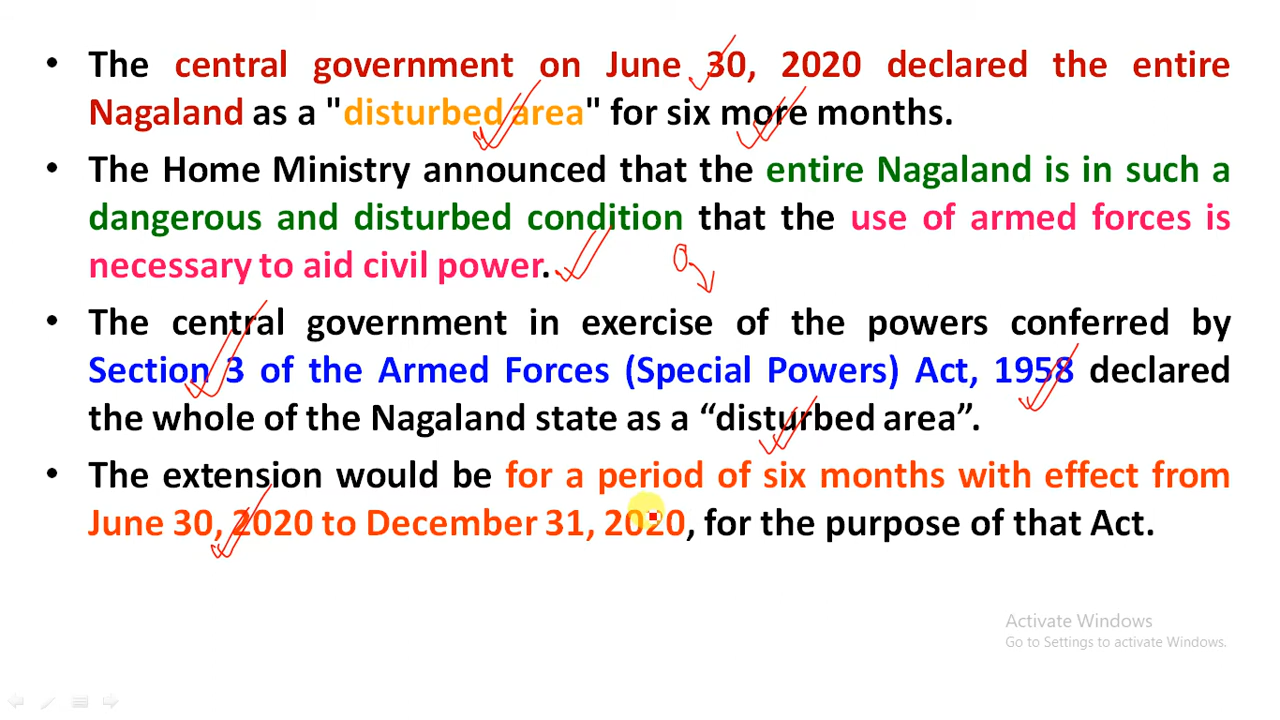 • The central government on June 30, 2020 declared the entire
Nagaland as a "disturbed area" for six more months.
• The Home Ministry announced that the entire Nagaland is in such a
dangerous and disturbed condition that the use of armed forces is
necessary to aid civil power.
• The central government in exercise of the powers conferred by
Section 3 of the Armed Forces (Special Powers) Act, 1958 declared
the whole of the Nagaland state as a “disturbed area”.
• The extension would be for a period of six months with effect from
June 30, 2020 to December 31, 2020, for the purpose of that Act.
Activate Windows
Go to Settings to activate Windows.